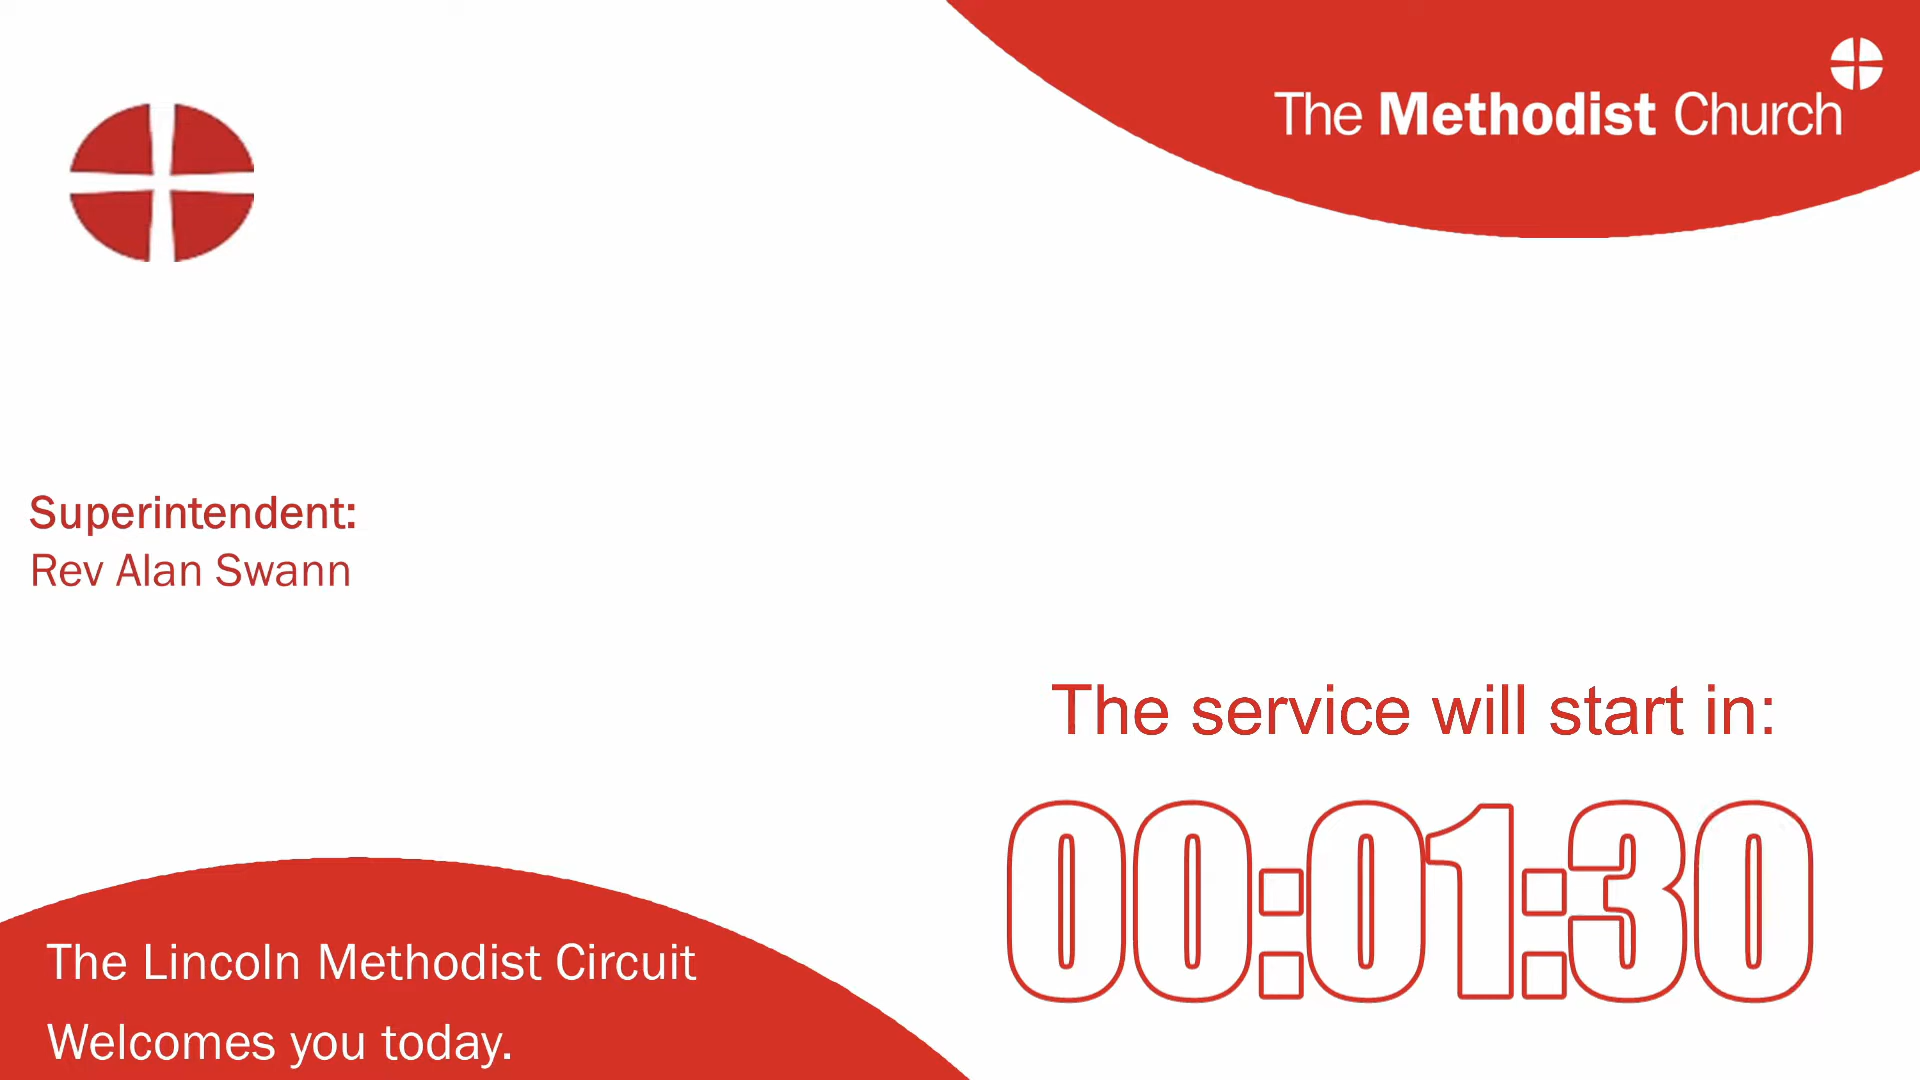 The Methodist Church
Superintendent:
Rev Alan Swann
The service will start in:
00:01:30
The Lincoln Methodist Circuit
Welcomes you today.